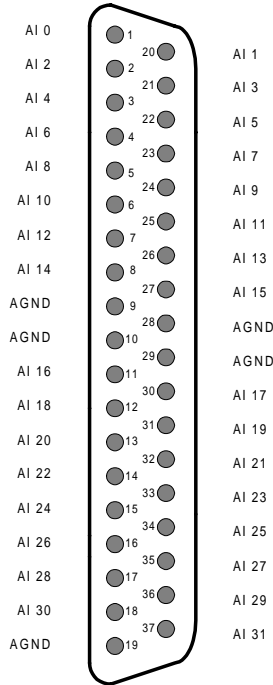 AI 0 1
20 AI 1
AI 2 2
21 AI 3
AI 4 3
22 AI 5
AI 6 4
23 AI 7
AI 8 5
24 AI 9
AI 10 6
25 AI 11
AI 12 7
26 AI 13
AI 14 8
27 AI 15
AGND 9
28 AGND
AGND 10
29 AGND
AI 16 11
30 AI 17
AI 18 12
31 AI 19
AI 20 13
32 AI 21
AI 22 14
33 AI 23
AI 24 15
34 AI 25
AI 26 16
35 AI 27
AI 28 17
36 AI 29
AI 30 18
37 AI 31
AGND 19